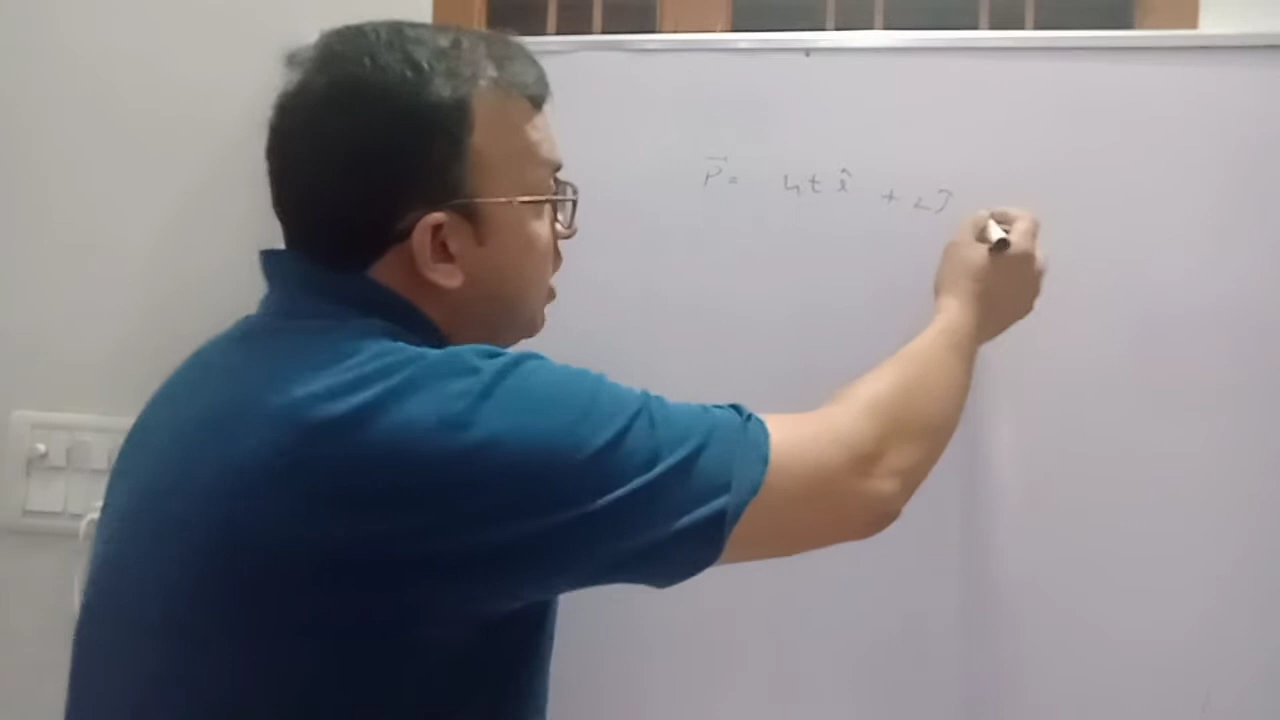 P⃗ = 4t î + 2Ĵ